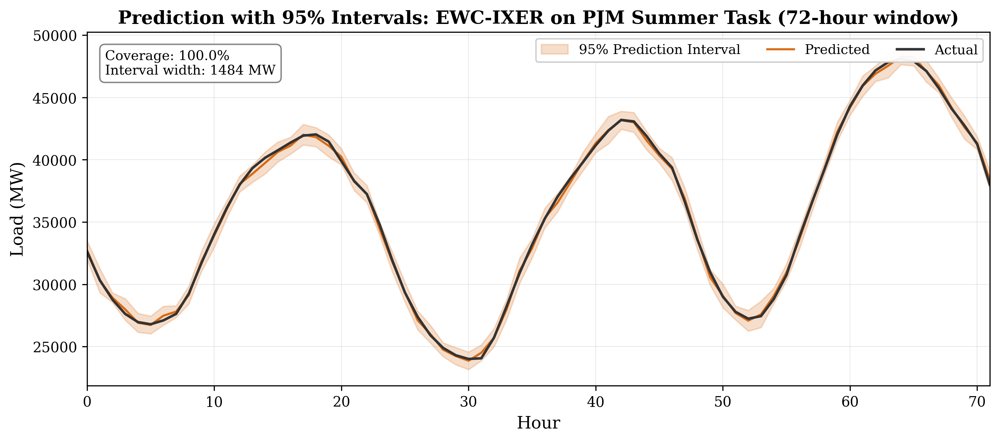 Prediction with 95% Intervals: EWC-IXER on PJM Summer Task (72-hour window)
Coverage: 100.0%
Interval width: 1484 MW
95% Prediction Interval
Predicted
Actual
Load (MW)
50000
45000
40000
35000
30000
25000
0 10 20 30 40 50 60 70
Hour